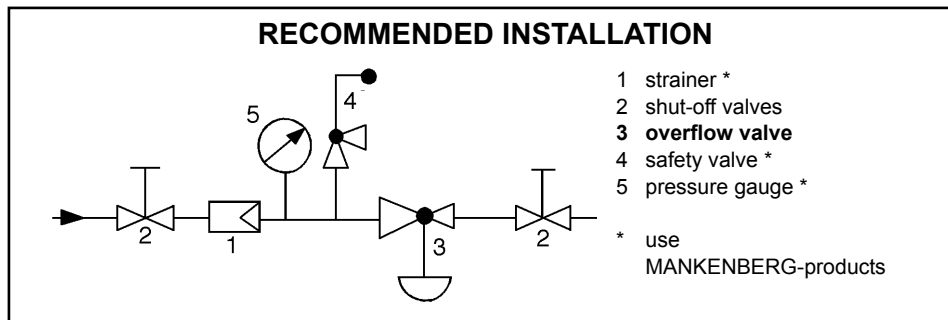 RECOMMENDED INSTALLATION
5
4
2
1
3
2
1 strainer *
2 shut-off valves
3 overflow valve
4 safety valve *
5 pressure gauge *
* use
MANKENBERG-products